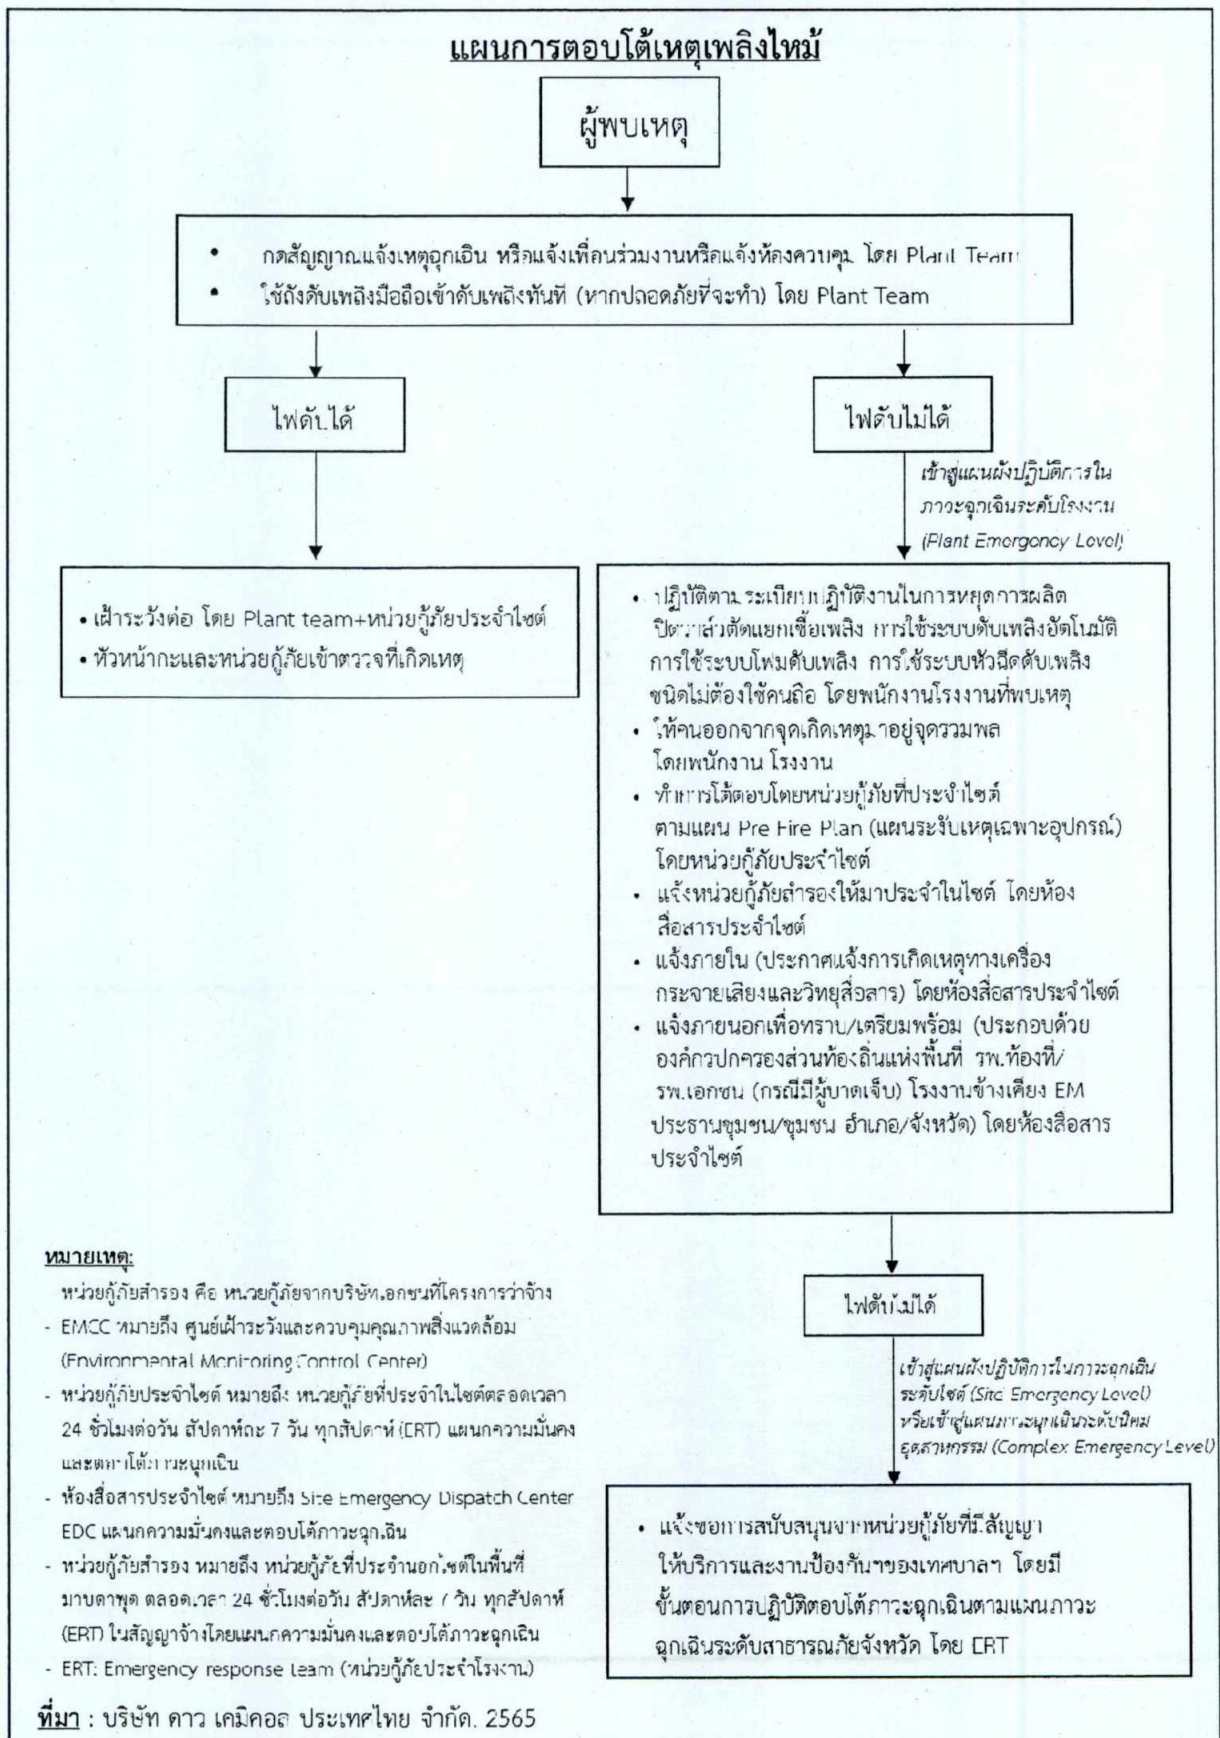 แผนการตอบโต้เหตุเพลิงไหม้
ผู้พบเหตุ
• กดสัญญาณแจ้งเหตุฉุกเฉิน หรือแจ้งเพื่อนร่วมงานหรือแจ้งห้องควบคุม โดย Plant Team
• ใช้ถังดับเพลิงมือถือเข้าดับเพลิงทันที (หากปลอดภัยที่จะทำ) โดย Plant Team
ไฟดับได้
ไฟดับไม่ได้
เข้าสู่แผนผังปฏิบัติการใน
ภาวะฉุกเฉินระดับโรงงาน
(Plant Emergency Level)
• เฝ้าระวังต่อ โดย Plant team+หน่วยกู้ภัยประจำไซต์
• หัวหน้ากะและหน่วยกู้ภัยเข้าตรวจที่เกิดเหตุ
• ปฏิบัติตามระเบียบปฏิบัติงานในการหยุดการผลิต
ปิดวาล์วตัดแยกเชื้อเพลิง การใช้ระบบดับเพลิงอัตโนมัติ
การใช้ระบบโฟมดับเพลิง การใช้ระบบหัวฉีดดับเพลิง
ชนิดไม่ต้องใช้คนถือ โดยพนักงานโรงงานที่พบเหตุ
• ให้คนออกจากจุดเกิดเหตุมาอยู่จุดรวมพล
โดยพนักงาน โรงงาน
• ทำการโต้ตอบโดยหน่วยกู้ภัยที่ประจำไซต์
ตามแผน Pre Fire Plan (แผนระงับเหตุเฉพาะอุปกรณ์)
โดยหน่วยกู้ภัยประจำไซต์
• แจ้งหน่วยกู้ภัยสำรองให้มาประจำในไซต์ โดยห้อง
สื่อสารประจำไซต์
• แจ้งภายใน (ประกาศแจ้งการเกิดเหตุทางเครื่อง
กระจายเสียงและวิทยุสื่อสาร) โดยห้องสื่อสารประจำไซต์
• แจ้งภายนอกเพื่อทราบ/เตรียมพร้อม (ประกอบด้วย
องค์กรปกครองส่วนท้องถิ่นแห่งพื้นที่ รพ.ท้องที่/
รพ.เอกชน (กรณีมีผู้บาดเจ็บ) โรงงานข้างเคียง EM
ประธานชุมชน/ชุมชน อำเภอ/จังหวัด) โดยห้องสื่อสาร
ประจำไซต์
ไฟดับไม่ได้
เข้าสู่แผนผังปฏิบัติการในภาวะฉุกเฉิน
ระดับไซต์ (Site Emergency Level)
หรือเข้าสู่แผนภาวะฉุกเฉินระดับนิคม
อุตสาหกรรม (Complex Emergency Level)
• แจ้งขอการสนับสนุนจากหน่วยกู้ภัยที่มีสัญญา
ให้บริการและงานป้องกันฯของเทศบาลฯ โดยมี
ขั้นตอนการปฏิบัติตอบโต้ภาวะฉุกเฉินตามแผนภาวะ
ฉุกเฉินระดับสาธารณภัยจังหวัด โดย ERT
หมายเหตุ:
หน่วยกู้ภัยสำรอง คือ หน่วยกู้ภัยจากบริษัทเอกชนที่โครงการว่าจ้าง
- EMCC หมายถึง ศูนย์เฝ้าระวังและควบคุมคุณภาพสิ่งแวดล้อม
(Environmental Monitoring Control Center)
- หน่วยกู้ภัยประจำไซต์ หมายถึง หน่วยกู้ภัยที่ประจำในไซต์ตลอดเวลา
24 ชั่วโมงต่อวัน สัปดาห์ละ 7 วัน ทุกสัปดาห์ (ERT) แผนกความมั่นคง
และตอบโต้ภาวะฉุกเฉิน
- ห้องสื่อสารประจำไซต์ หมายถึง Site Emergency Dispatch Center
EDC แผนกความมั่นคงและตอบโต้ภาวะฉุกเฉิน
- หน่วยกู้ภัยสำรอง หมายถึง หน่วยกู้ภัยที่ประจำนอกไซต์ในพื้นที่
มาบตาพุด ตลอดเวลา 24 ชั่วโมงต่อวัน สัปดาห์ละ 7 วัน ทุกสัปดาห์
(ERT) ในสัญญาจ้างโดยแผนกความมั่นคงและตอบโต้ภาวะฉุกเฉิน
- ERT: Emergency response team (หน่วยกู้ภัยประจำโรงงาน)
ที่มา : บริษัท ดาว เคมิคอล ประเทศไทย จำกัด, 2565